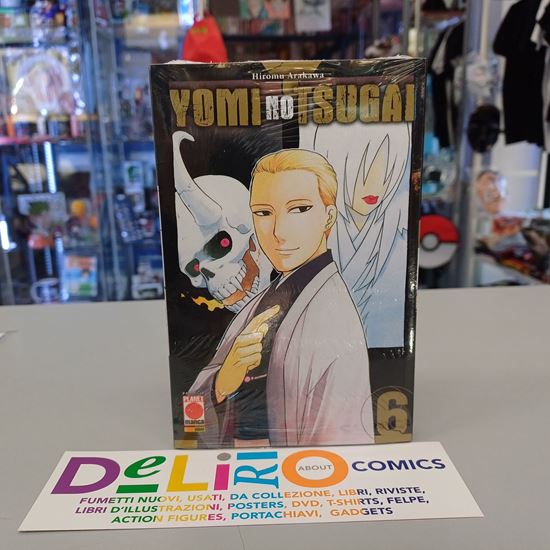 Hiromu Arakawa
YOMI NO TSUGAI
PLANET
manga
6
DeLiRiO ABOUT COMICS
FUMETTI NUOVI, USATI, DA COLLEZIONE, LIBRI, RIVISTE,
LIBRI D'ILLUSTRAZIONI, POSTERS, DVD, T-SHIRTS, FELPE,
ACTION FIGURES, PORTACHIAVI, GADGETS